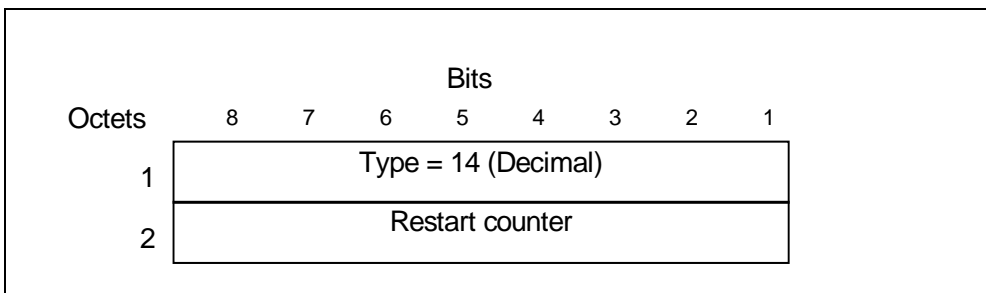 Bits
Octets 8 7 6 5 4 3 2 1
1 Type = 14 (Decimal)
2 Restart counter